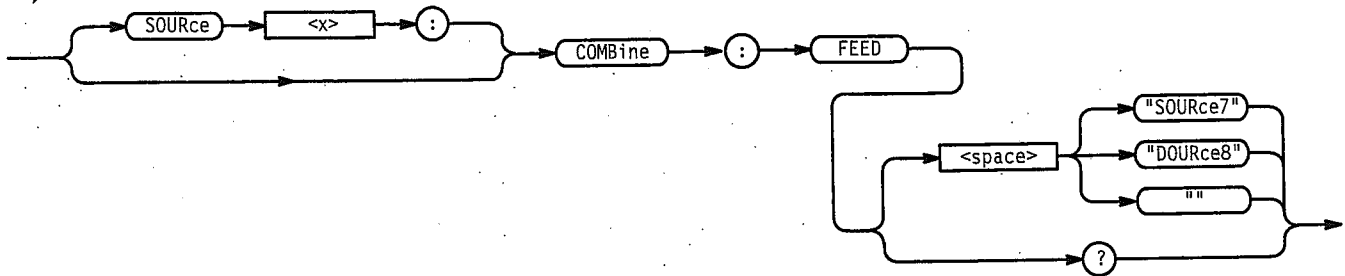 SOURce <x> : COMBine : FEED
<space> "SOURce7"
"DOURce8"
""
?